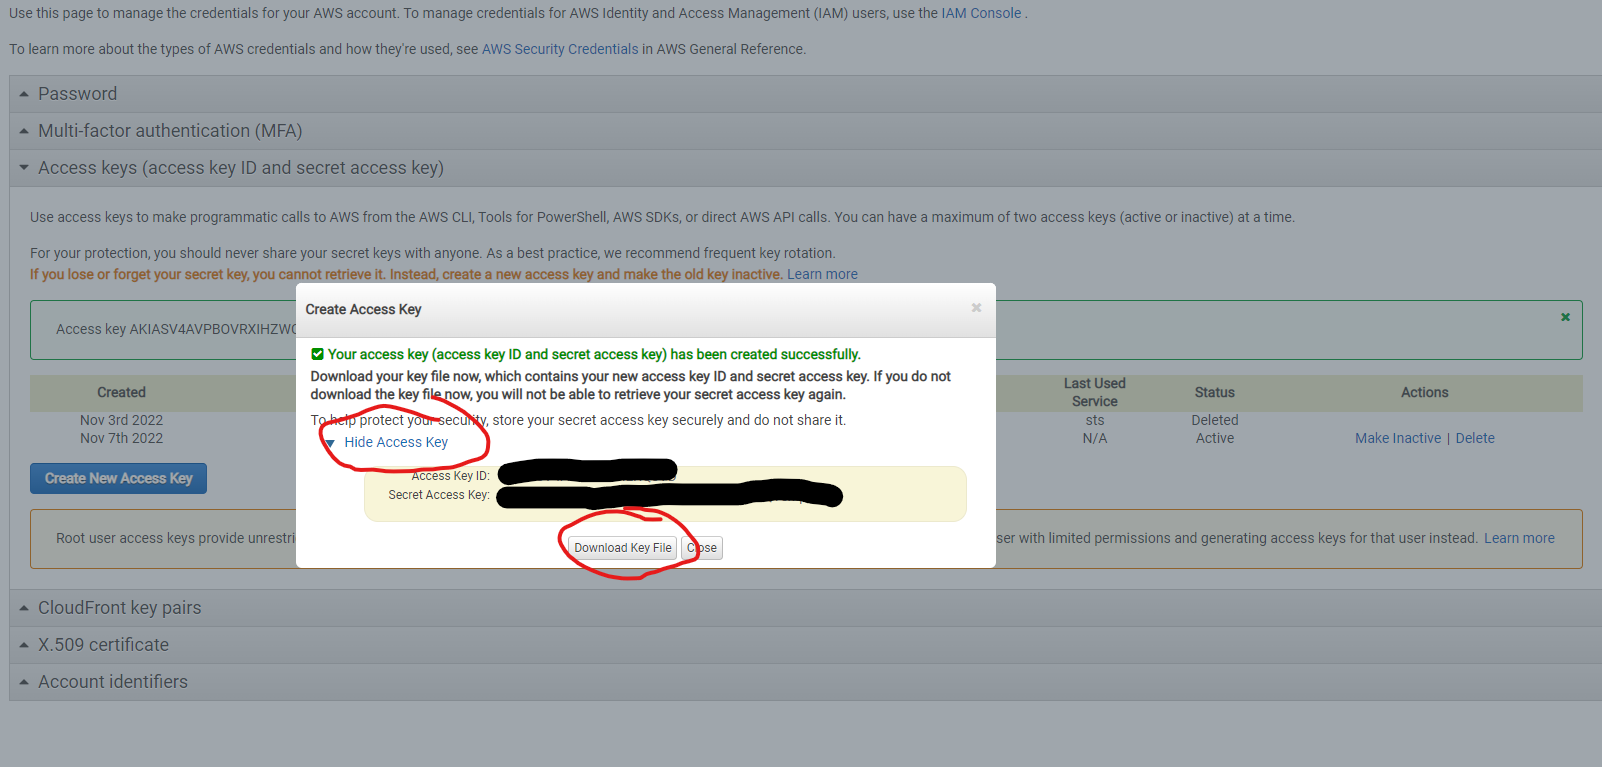 Use this page to manage the credentials for your AWS account. To manage credentials for AWS Identity and Access Management (IAM) users, use the IAM Console .
To learn more about the types of AWS credentials and how they're used, see AWS Security Credentials in AWS General Reference.
Password
Multi-factor authentication (MFA)
Access keys (access key ID and secret access key)
Use access keys to make programmatic calls to AWS from the AWS CLI, Tools for PowerShell, AWS SDKs, or direct AWS API calls. You can have a maximum of two access keys (active or inactive) at a time.
For your protection, you should never share your secret keys with anyone. As a best practice, we recommend frequent key rotation.
If you lose or forget your secret key, you cannot retrieve it. Instead, create a new access key and make the old key inactive. Learn more
Access key AKIASV4AVPBOVRXIHZW
Create Access Key
Your access key (access key ID and secret access key) has been created successfully.
Download your key file now, which contains your new access key ID and secret access key. If you do not
download the key file now, you will not be able to retrieve your secret access key again.
To help protect your security, store your secret access key securely and do not share it.
Hide Access Key
Access Key ID:
Secret Access Key:
Download Key File Close
Created Last Used Service Status Actions
Nov 3rd 2022 sts Deleted
Nov 7th 2022 N/A Active Make Inactive | Delete
Create New Access Key
Root user access keys provide unrestri
ser with limited permissions and generating access keys for that user instead. Learn more
CloudFront key pairs
X.509 certificate
Account identifiers